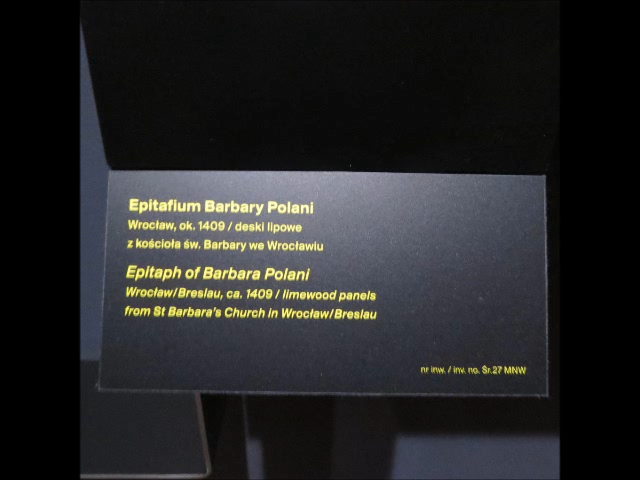 Epitafium Barbary Polani
Wrocław, ok. 1409 / deski lipowe
z kościoła św. Barbary we Wrocławiu
Epitaph of Barbara Polani
Wrocław/Breslau, ca. 1409 / limewood panels
from St Barbara's Church in Wrocław/Breslau
nr inw. / inv. no. Śr.27 MNW